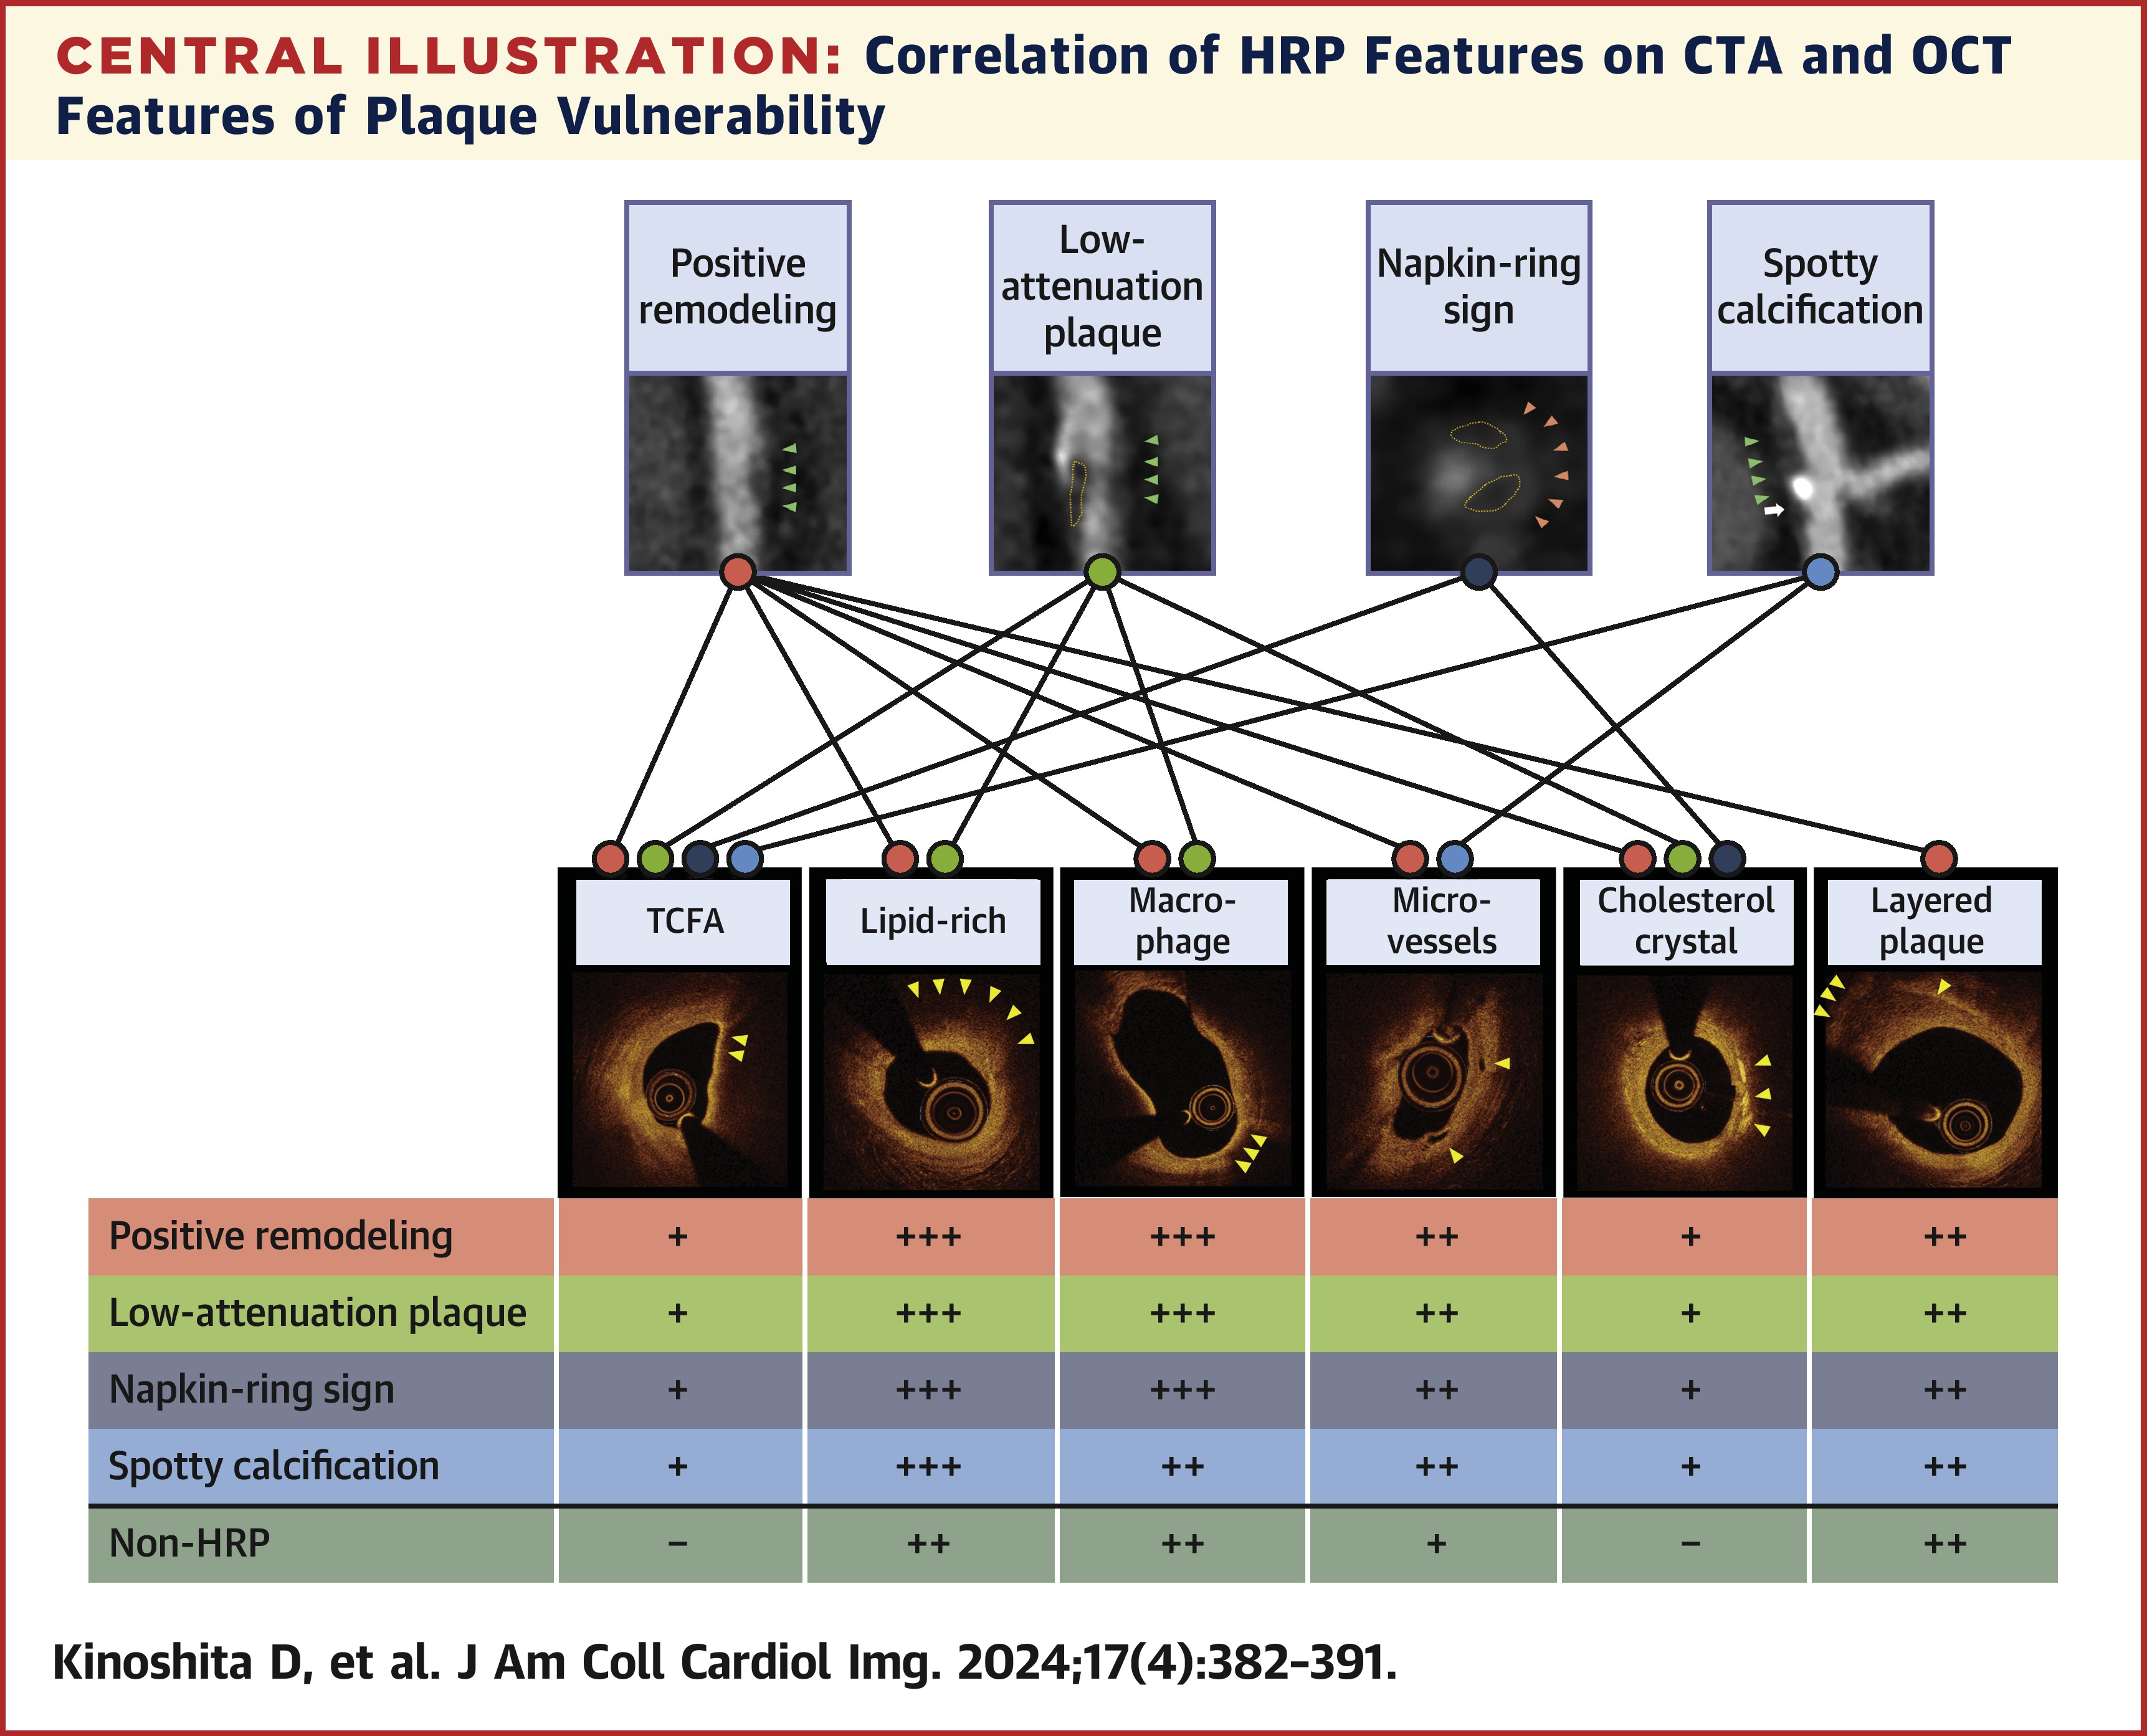 CENTRAL ILLUSTRATION: Correlation of HRP Features on CTA and OCT
Features of Plaque Vulnerability
Positive
remodeling
Low-
attenuation
plaque
Napkin-ring
sign
Spotty
calcification
TCFA
Lipid-rich
Macro-
phage
Micro-
vessels
Cholesterol
crystal
Layered
plaque
Positive remodeling + +++ +++ ++ + ++
Low-attenuation plaque + +++ +++ ++ + ++
Napkin-ring sign + +++ +++ ++ + ++
Spotty calcification + +++ ++ ++ + ++
Non-HRP – ++ ++ + – ++
Kinoshita D, et al. J Am Coll Cardiol Img. 2024;17(4):382–391.